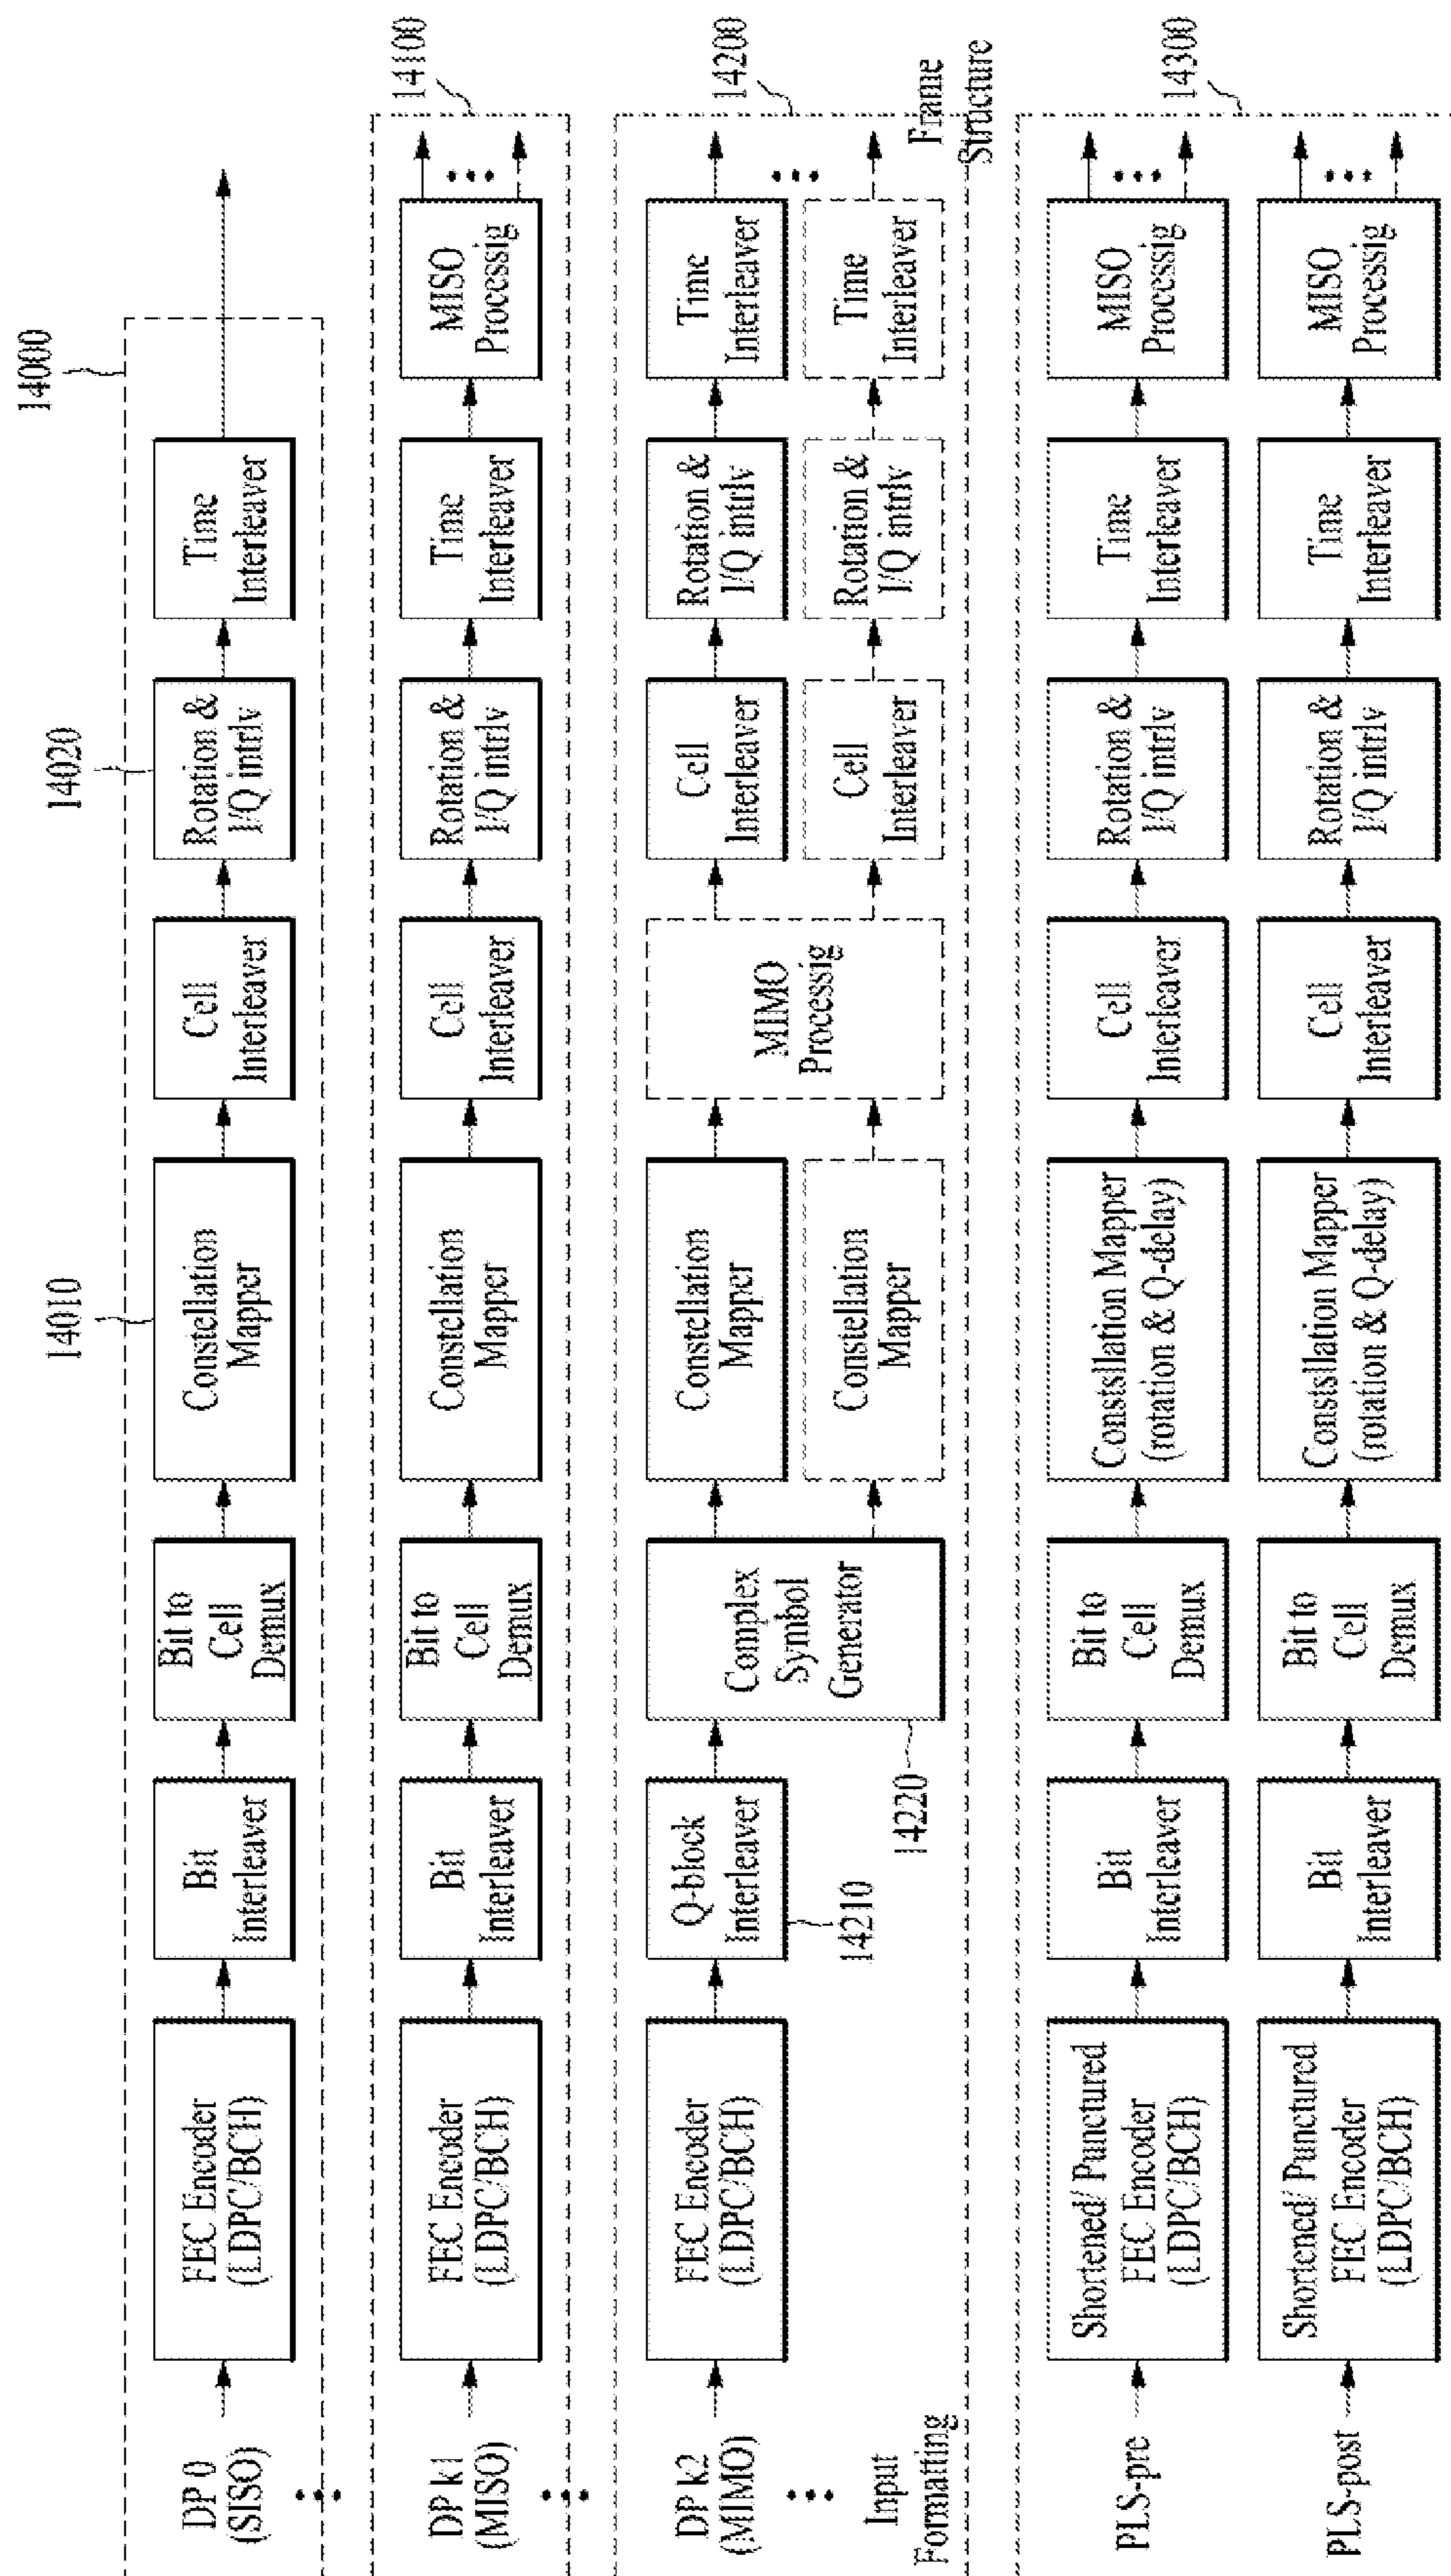 14000
14010
14020
DP 0
(SISO)
FEC Encoder
(LDPC/BCH)
Bit
Interleaver
Bit to
Cell
Demux
Constellation
Mapper
Cell
Interleaver
Rotation &
I/Q intrlv
Time
Interleaver
14100
DP k1
(MISO)
FEC Encoder
(LDPC/BCH)
Bit
Interleaver
Bit to
Cell
Demux
Constellation
Mapper
Cell
Interleaver
Rotation &
I/Q intrlv
Time
Interleaver
MISO
Processig
14200
DP k2
(MIMO)
FEC Encoder
(LDPC/BCH)
Q-block
Interleaver
14210
Complex
Symbol
Generator
14220
Constellation
Mapper
Constellation
Mapper
MIMO
Processig
Cell
Interleaver
Cell
Interleaver
Rotation &
I/Q intrlv
Rotation &
I/Q intrlv
Time
Interleaver
Time
Interleaver
Input
Formatting
Frame
Structure
14300
PLS-pre
Shortened/ Punctured
FEC Encoder
(LDPC/BCH)
Bit
Interleaver
Bit to
Cell
Demux
Constsllation Mapper
(rotation & Q-delay)
Cell
Interleaver
Rotation &
I/Q intrlv
Time
Interleaver
MISO
Processig
PLS-post
Shortened/ Punctured
FEC Encoder
(LDPC/BCH)
Bit
Interleaver
Bit to
Cell
Demux
Constsllation Mapper
(rotation & Q-delay)
Cell
Interleaver
Rotation &
I/Q intrlv
Time
Interleaver
MISO
Processig